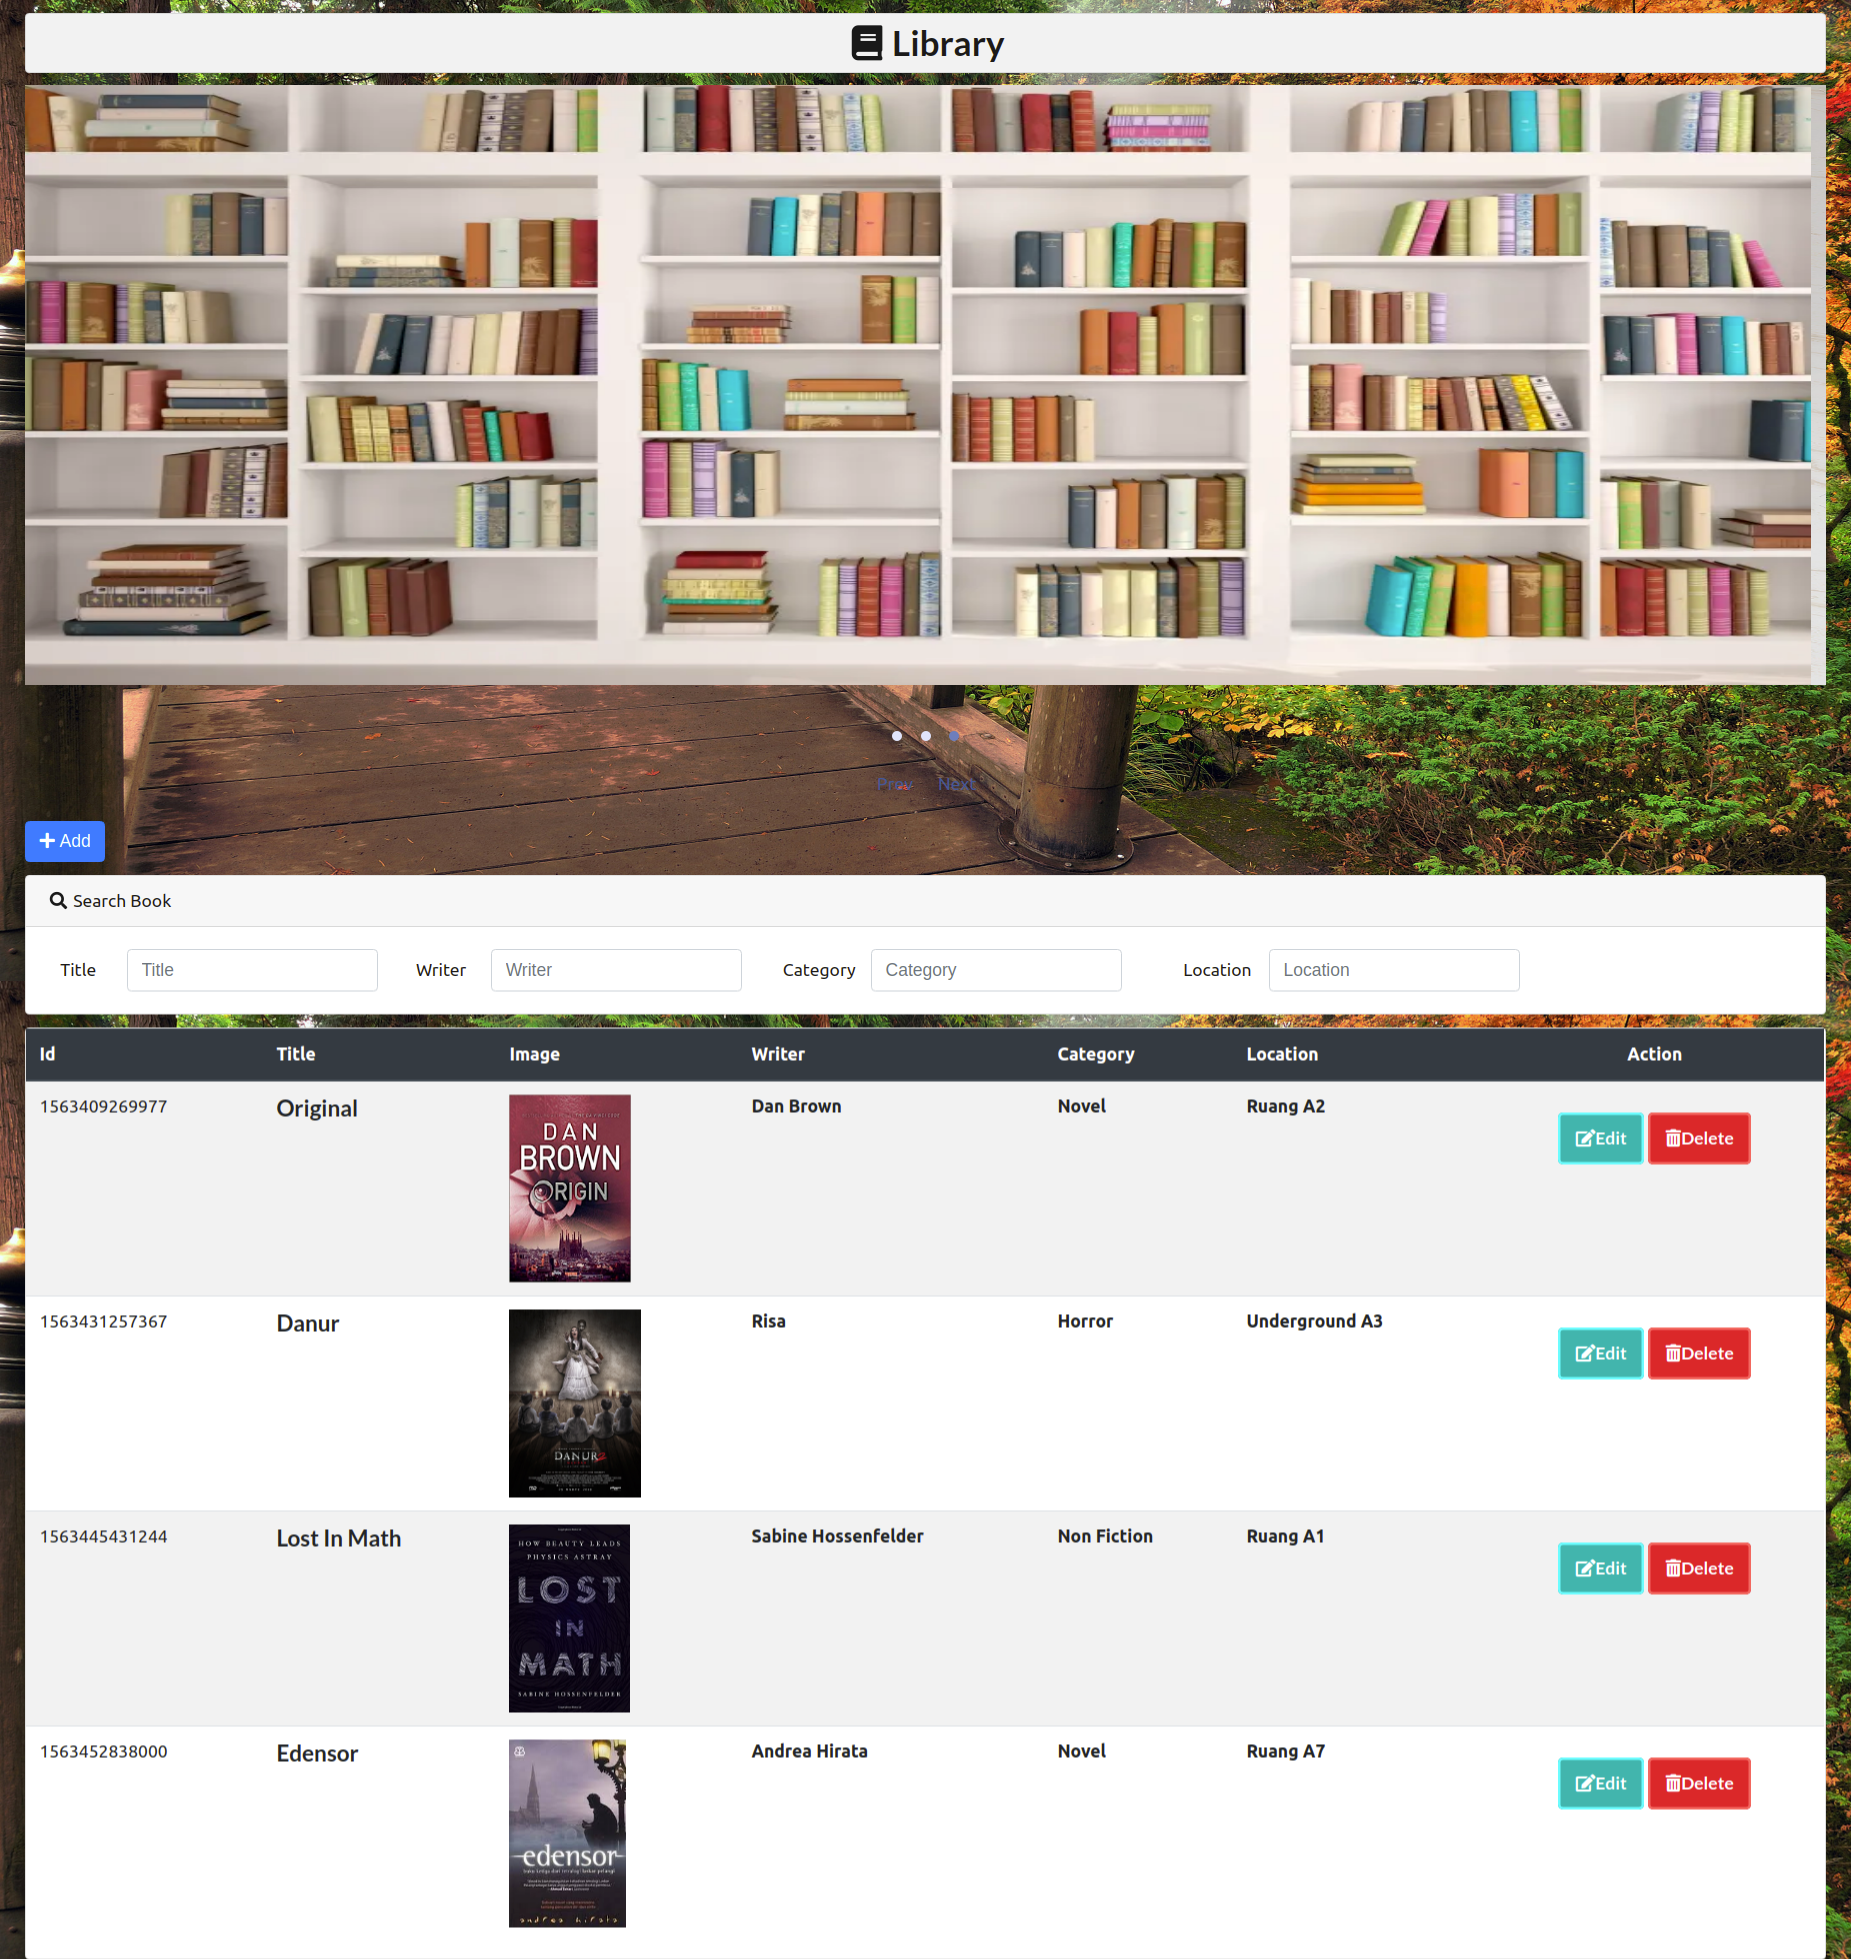 Library
Prev Next
Add
Search Book
Title Title Writer Writer Category Category Location Location
Id Title Image Writer Category Location Action
1563409269977 Original Dan Brown Novel Ruang A2
DAN
BROWN
ORIGIN
Edit Delete
1563431257367 Danur Risa Horror Underground A3
DANUR 2
Edit Delete
1563445431244 Lost In Math Sabine Hossenfelder Non Fiction Ruang A1
HOW BEAUTY LEADS
PHYSICS ASTRAY
LOST
IN
MATH
SABINE HOSSENFELDER
Edit Delete
1563452838000 Edensor Andrea Hirata Novel Ruang A7
edensor
andrea hirata
Edit Delete